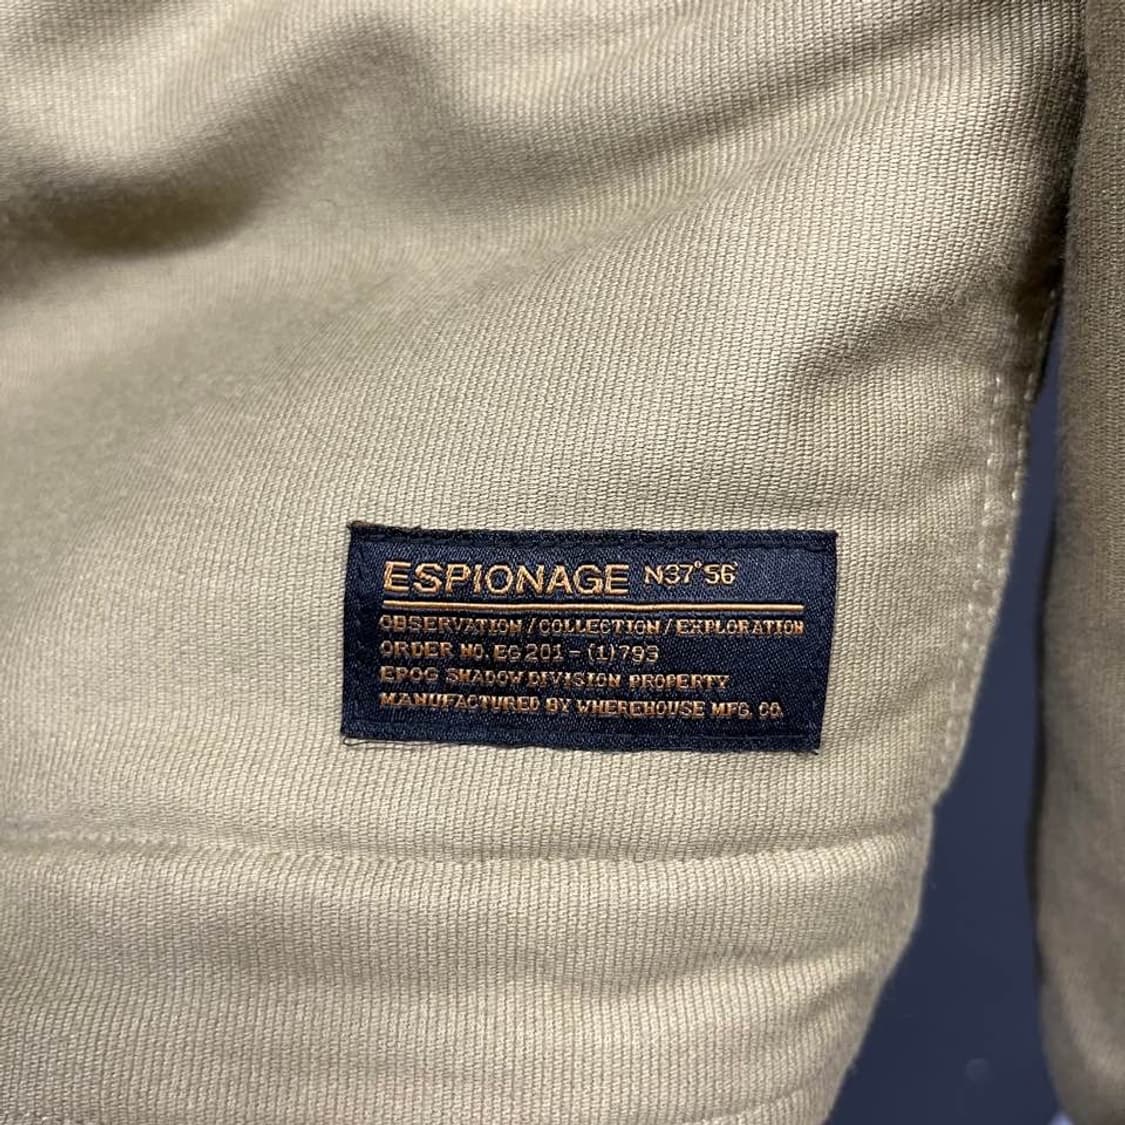 ESPIONAGE N37°56'
OBSERVATION / COLLECTION / EXPLORATION
ORDER NO. EG 201 - (1)793
EPOG SHADOW DIVISION PROPERTY
MANUFACTURED BY WHEREHOUSE MFG. CO.